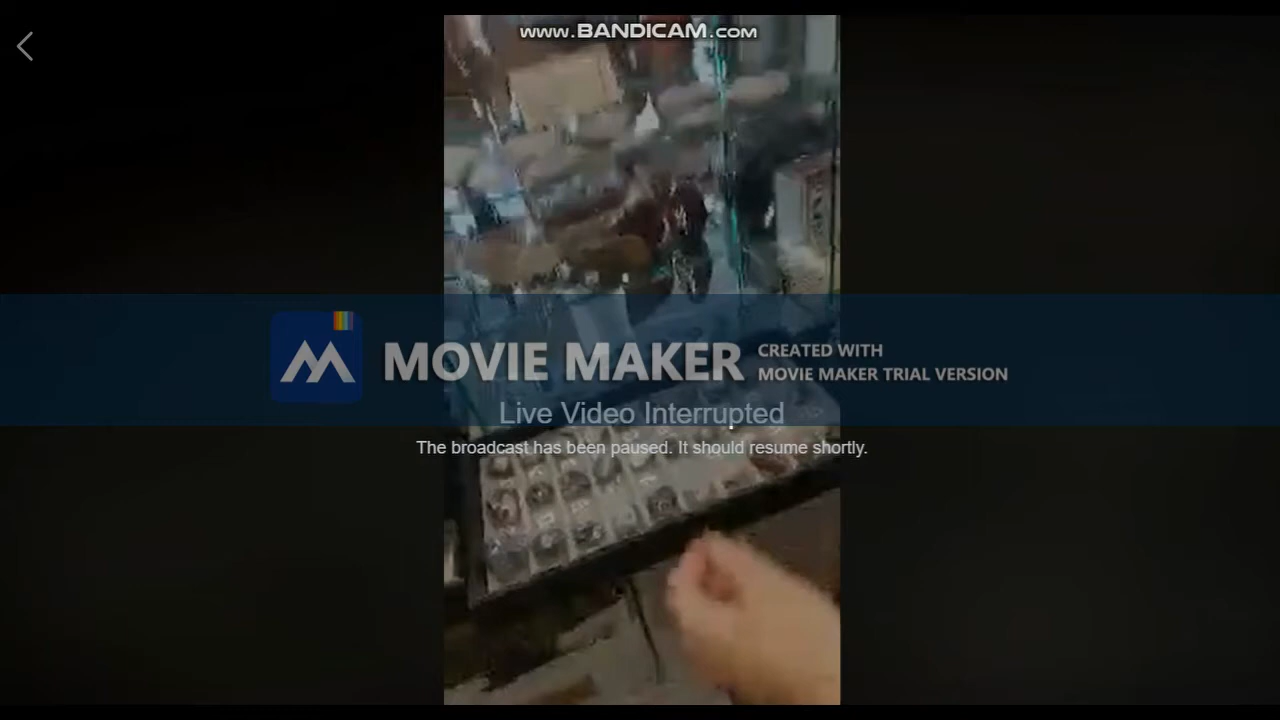 www.BANDICAM.com
MOVIE MAKER
CREATED WITH
MOVIE MAKER TRIAL VERSION
Live Video Interrupted
The broadcast has been paused. It should resume shortly.